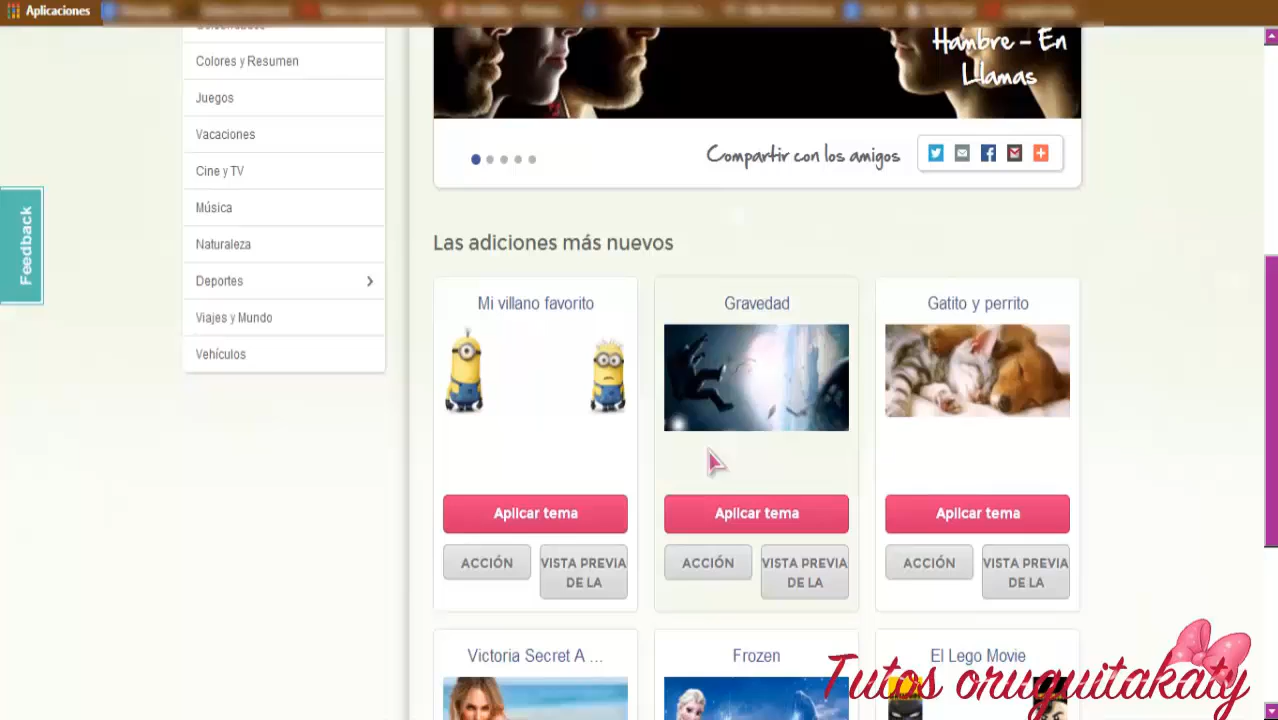 Aplicaciones
Colores y Resumen
Juegos
Vacaciones
Cine y TV
Música
Naturaleza
Deportes
Viajes y Mundo
Vehículos
Feedback
Hambre – En
Llamas
Compartir con los amigos
Las adiciones más nuevos
Mi villano favorito
Gravedad
Gatito y perrito
Aplicar tema
Aplicar tema
Aplicar tema
ACCIÓN
VISTA PREVIA
DE LA
ACCIÓN
VISTA PREVIA
DE LA
ACCIÓN
VISTA PREVIA
DE LA
Victoria Secret A ...
Frozen
El Lego Movie
Tutos oruguitakaty